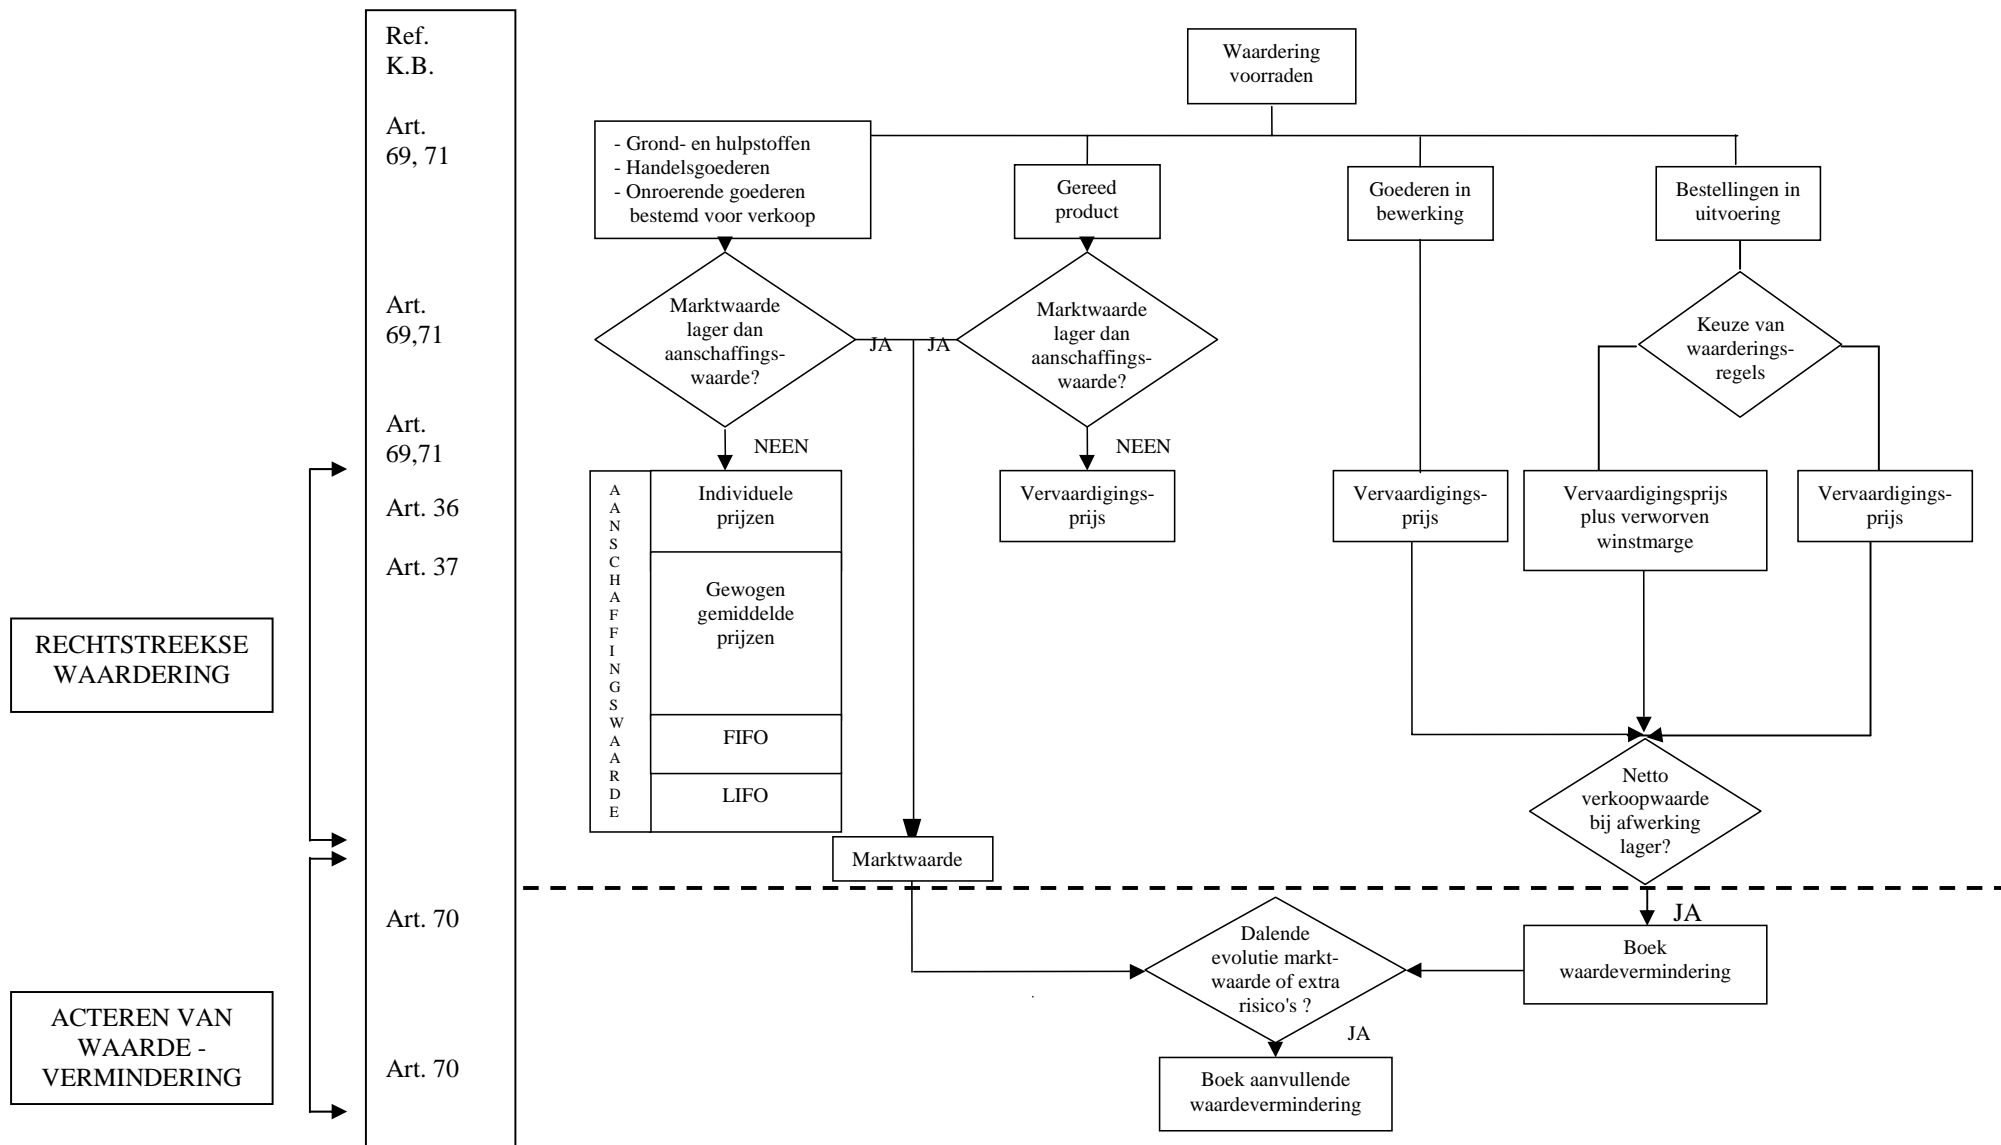 Ref.
K.B.
Art.
69, 71
Art.
69,71
Art.
69,71
Art. 36
Art. 37
Art. 70
Art. 70
RECHTSTREEKSE
WAARDERING
ACTEREN VAN
WAARDE -
VERMINDERING
Waardering
voorraden
- Grond- en hulpstoffen
- Handelsgoederen
- Onroerende goederen
bestemd voor verkoop
Gereed
product
Goederen in
bewerking
Bestellingen in
uitvoering
Marktwaarde
lager dan
aanschaffings-
waarde?
JA
JA
Marktwaarde
lager dan
aanschaffings-
waarde?
Keuze van
waarderings-
regels
NEEN
NEEN
A
A
N
S
C
H
A
F
F
I
N
G
S
W
A
A
R
D
E
Individuele
prijzen
Gewogen
gemiddelde
prijzen
FIFO
LIFO
Vervaardigings-
prijs
Vervaardigings-
prijs
Vervaardigingsprijs
plus verworven
winstmarge
Vervaardigings-
prijs
Netto
verkoopwaarde
bij afwerking
lager?
Marktwaarde
JA
Dalende
evolutie markt-
waarde of extra
risico's ?
Boek
waardevermindering
JA
Boek aanvullende
waardevermindering